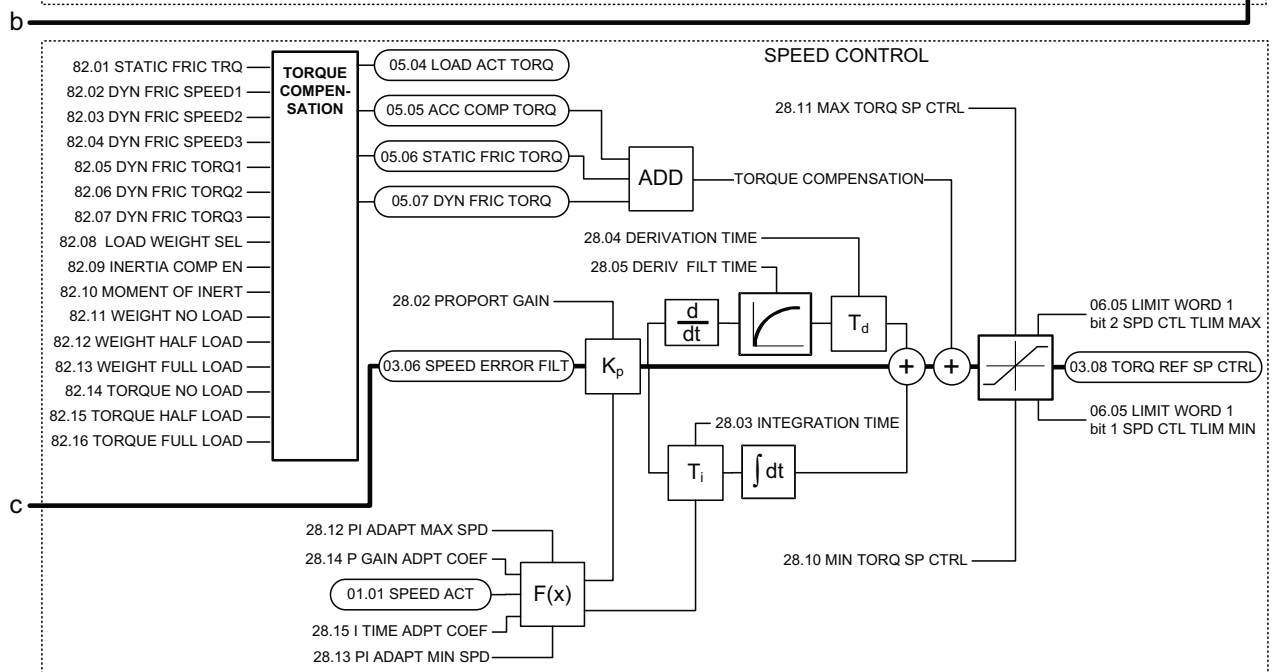 b
SPEED CONTROL
82.01 STATIC FRIC TRQ
82.02 DYN FRIC SPEED1
82.03 DYN FRIC SPEED2
82.04 DYN FRIC SPEED3
82.05 DYN FRIC TORQ1
82.06 DYN FRIC TORQ2
82.07 DYN FRIC TORQ3
82.08 LOAD WEIGHT SEL
82.09 INERTIA COMP EN
82.10 MOMENT OF INERT
82.11 WEIGHT NO LOAD
82.12 WEIGHT HALF LOAD
82.13 WEIGHT FULL LOAD
82.14 TORQUE NO LOAD
82.15 TORQUE HALF LOAD
82.16 TORQUE FULL LOAD
TORQUE
COMPEN-
SATION
05.04 LOAD ACT TORQ
05.05 ACC COMP TORQ
05.06 STATIC FRIC TORQ
05.07 DYN FRIC TORQ
ADD
TORQUE COMPENSATION
28.11 MAX TORQ SP CTRL
28.04 DERIVATION TIME
28.05 DERIV FILT TIME
28.02 PROPORT GAIN
d
dt
Td
03.06 SPEED ERROR FILT
Kp
+
+
06.05 LIMIT WORD 1
bit 2 SPD CTL TLIM MAX
03.08 TORQ REF SP CTRL
06.05 LIMIT WORD 1
bit 1 SPD CTL TLIM MIN
28.03 INTEGRATION TIME
Ti
∫dt
c
28.12 PI ADAPT MAX SPD
28.14 P GAIN ADPT COEF
01.01 SPEED ACT
F(x)
28.15 I TIME ADPT COEF
28.13 PI ADAPT MIN SPD
28.10 MIN TORQ SP CTRL